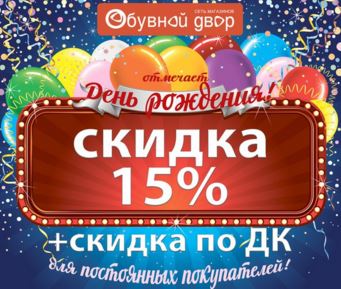 сеть магазинов
Обувной двор
отмечает
День рождения!
скидка
15%
+скидка по ДК
для постоянных покупателей!